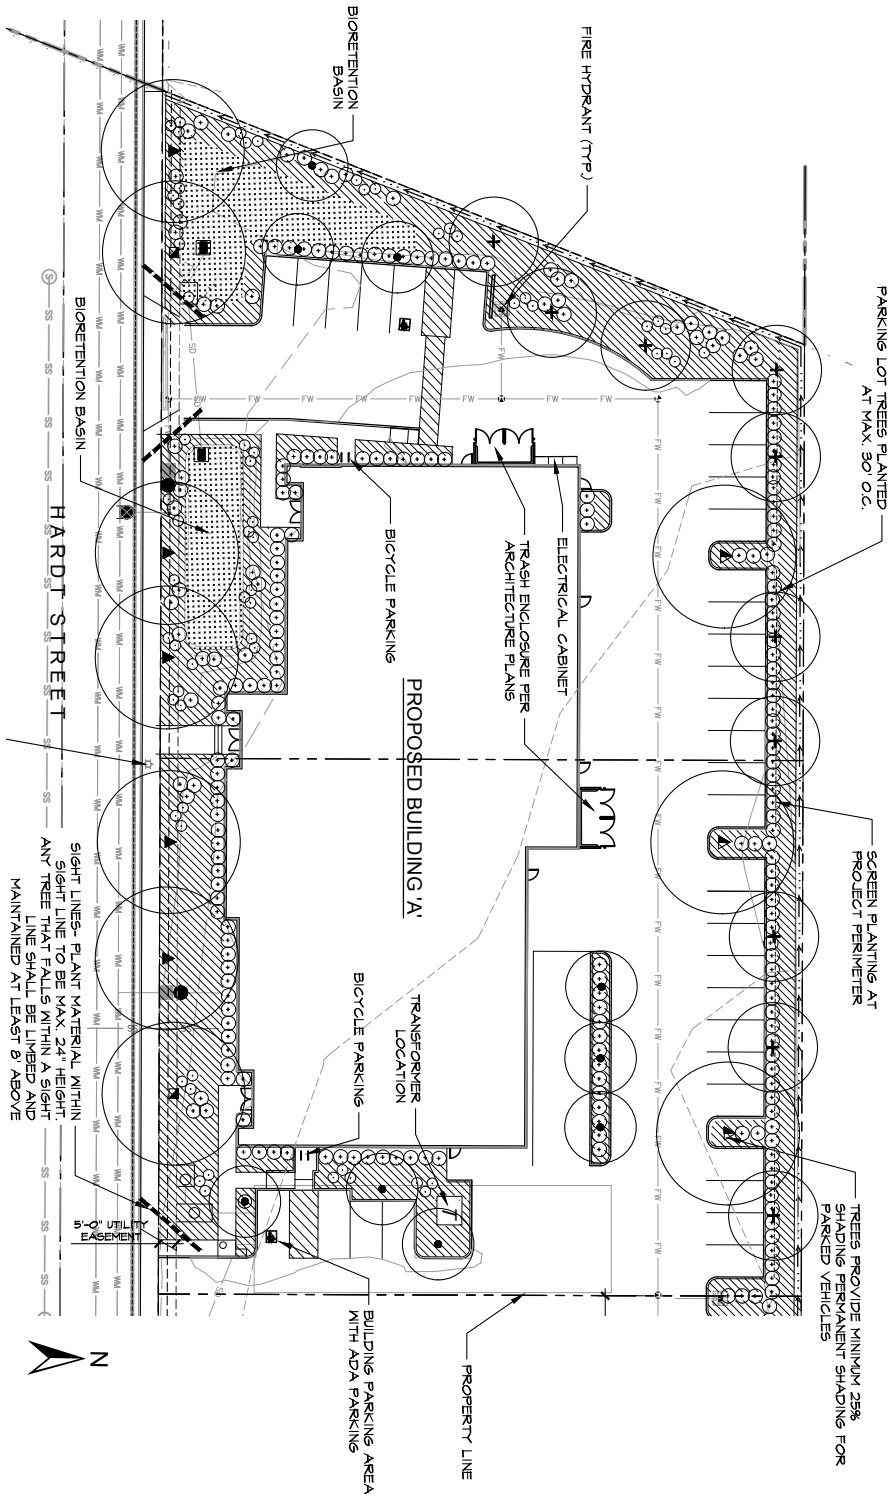 BIORETENTION
BASIN
FIRE HYDRANT (TYP.)
PARKING LOT TREES PLANTED
AT MAX. 30' O.C.
BIORETENTION BASIN
HARDT STREET
BICYCLE PARKING
TRASH ENCLOSURE PER
ARCHITECTURE PLANS
ELECTRICAL CABINET
PROPOSED BUILDING 'A'
SCREEN PLANTING AT
PROJECT PERIMETER
SIGHT LINES- PLANT MATERIAL WITHIN
SIGHT LINE TO BE MAX. 24" HEIGHT.
ANY TREE THAT FALLS WITHIN A SIGHT
LINE SHALL BE LIMBED AND
MAINTAINED AT LEAST 8' ABOVE
BICYCLE PARKING
TRANSFORMER
LOCATION
TREES PROVIDE MINIMUM 25%
SHADING PERMANENT SHADING FOR
PARKED VEHICLES
5'-0" UTILITY
EASEMENT
BUILDING PARKING AREA
WITH ADA PARKING
PROPERTY LINE
N